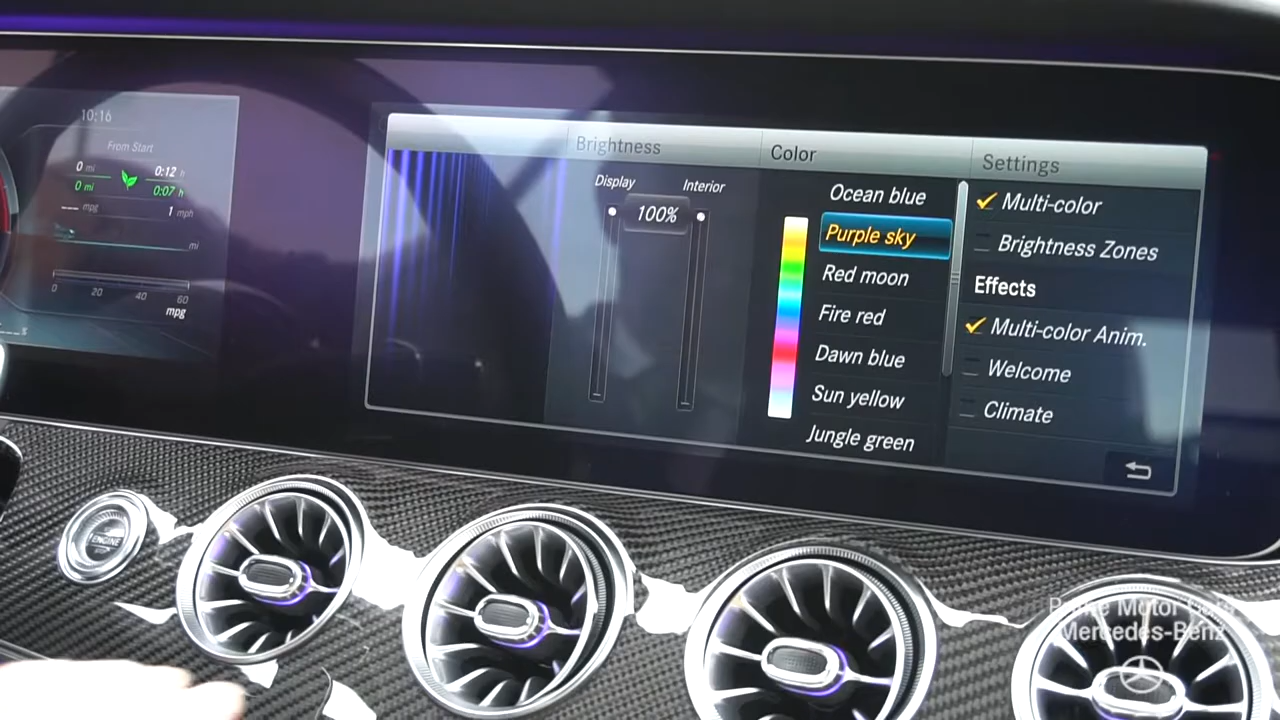 10:16
From Start
0 mi 0:12 h
0 mi 0:07 h
mpg 1 mph
mi
0 20 40 60
mpg
Brightness
Display Interior
100%
Color
Ocean blue
Purple sky
Red moon
Fire red
Dawn blue
Sun yellow
Jungle green
Settings
Multi-color
Brightness Zones
Effects
Multi-color Anim.
Welcome
Climate
ENGINE
Motor
Mercedes-Benz